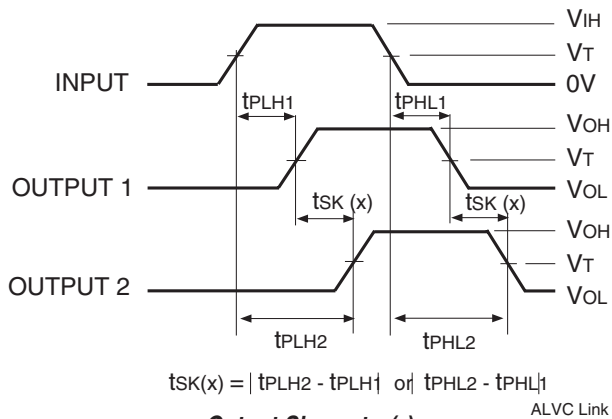 VIH
VT
INPUT
0V
tPLH1
tPHL1
VOH
VT
OUTPUT 1
VOL
tSK (x)
tSK (x)
VOH
VT
OUTPUT 2
VOL
tPLH2
tPHL2
tSK(x) = | tPLH2 - tPLH1| or| tPHL2 - tPHL1|
ALVC Link